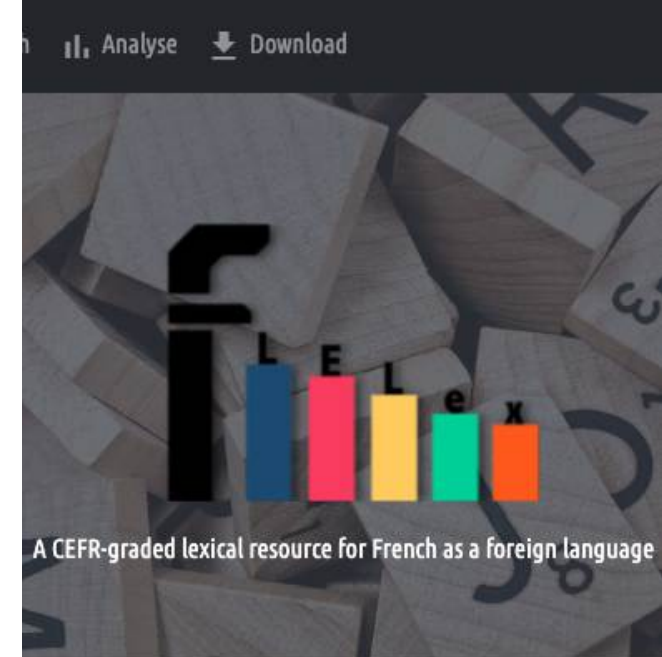 Analyse Download
f L E L e x
A CEFR-graded lexical resource for French as a foreign language